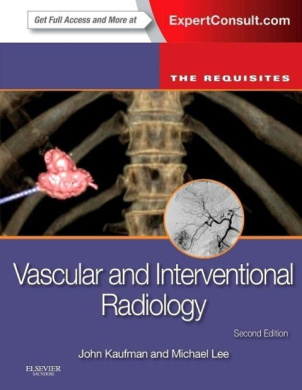 Get Full Access and More at
ExpertConsult.com
THE REQUISITES
Vascular and Interventional
Radiology
Second Edition
John Kaufman and Michael Lee
ELSEVIER
SAUNDERS